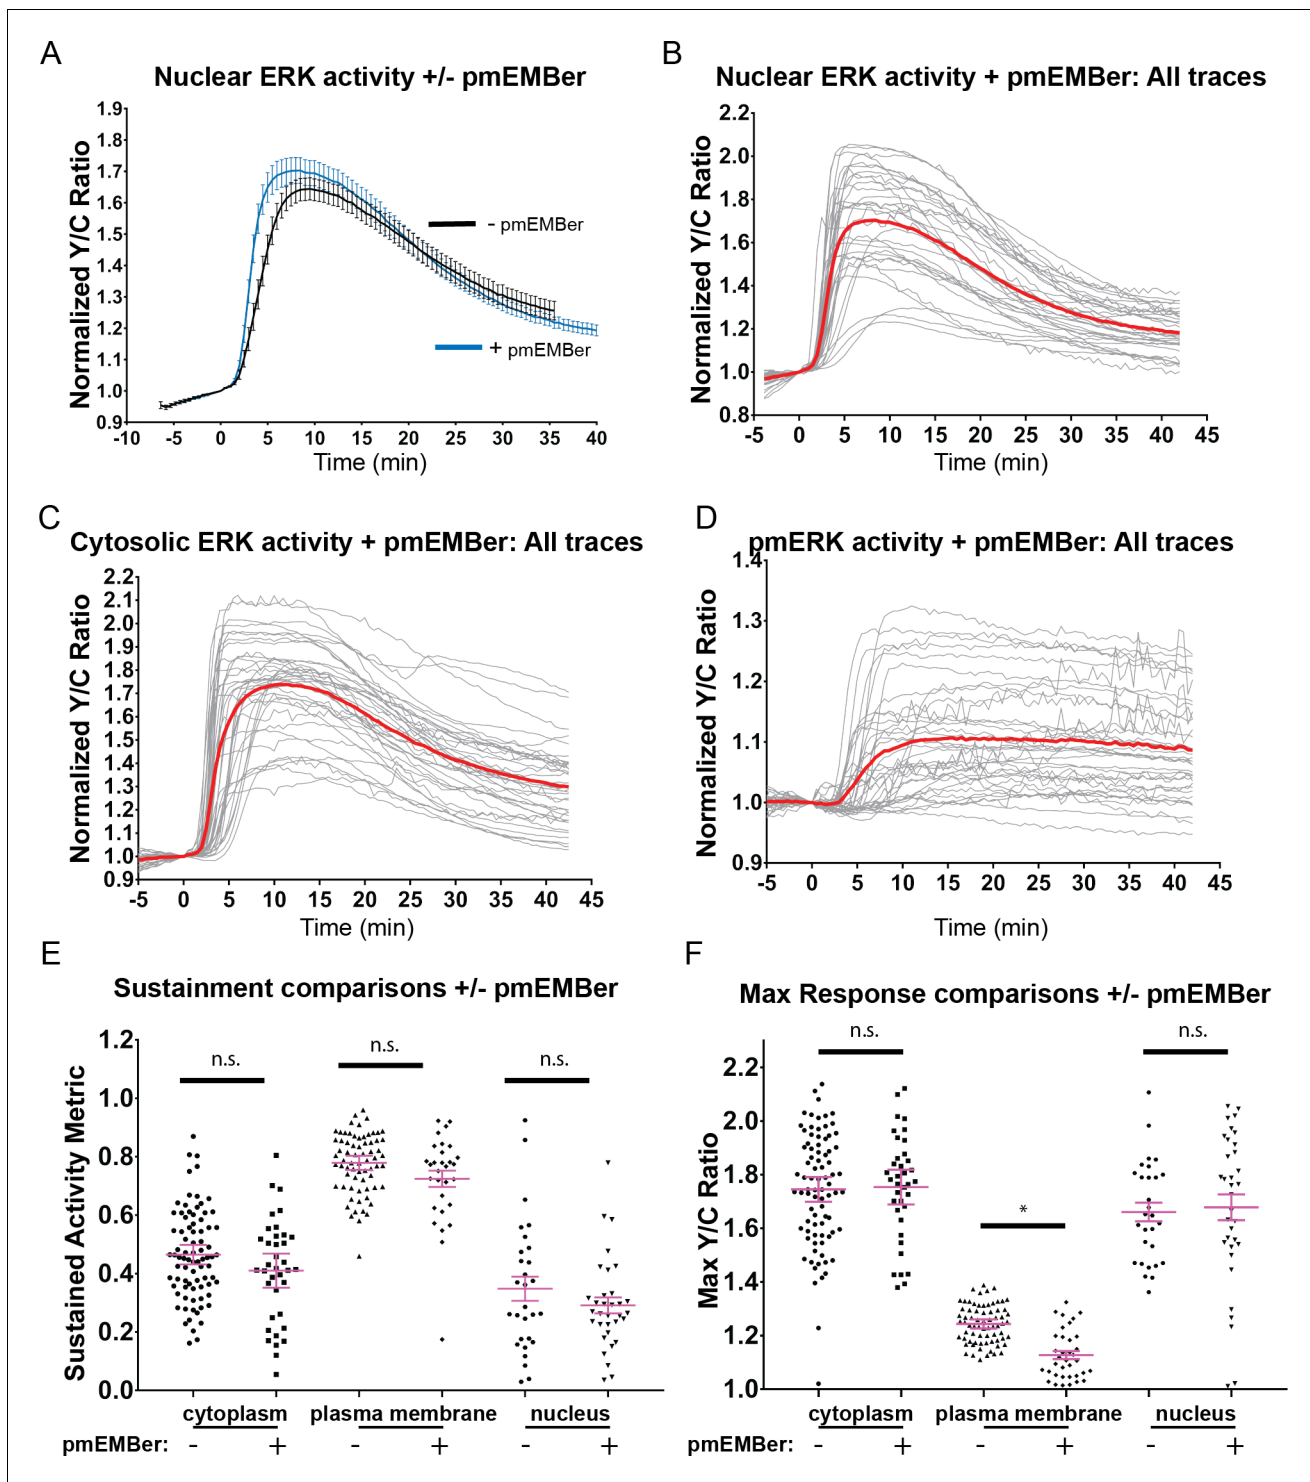 A
Nuclear ERK activity +/- pmEMBer
Normalized Y/C Ratio
1.9
1.8
1.7
1.6
1.5
1.4
1.3
1.2
1.1
1.0
0.9
- pmEMBer
+ pmEMBer
-10 -5 0 5 10 15 20 25 30 35 40
Time (min)
B
Nuclear ERK activity + pmEMBer: All traces
Normalized Y/C Ratio
2.2
2.0
1.8
1.6
1.4
1.2
1.0
0.8
-5 0 5 10 15 20 25 30 35 40 45
Time (min)
C
Cytosolic ERK activity + pmEMBer: All traces
Normalized Y/C Ratio
2.2
2.1
2.0
1.9
1.8
1.7
1.6
1.5
1.4
1.3
1.2
1.1
1.0
0.9
-5 0 5 10 15 20 25 30 35 40 45
Time (min)
D
pmERK activity + pmEMBer: All traces
Normalized Y/C Ratio
1.4
1.3
1.2
1.1
1.0
0.9
-5 0 5 10 15 20 25 30 35 40 45
Time (min)
E
Sustainment comparisons +/- pmEMBer
Sustained Activity Metric
1.2
1.0
0.8
0.6
0.4
0.2
0.0
n.s. n.s. n.s.
cytoplasm plasma membrane nucleus
pmEMBer: - + - + - +
F
Max Response comparisons +/- pmEMBer
Max Y/C Ratio
2.2
2.0
1.8
1.6
1.4
1.2
1.0
n.s. * n.s.
cytoplasm plasma membrane nucleus
pmEMBer: - + - + - +